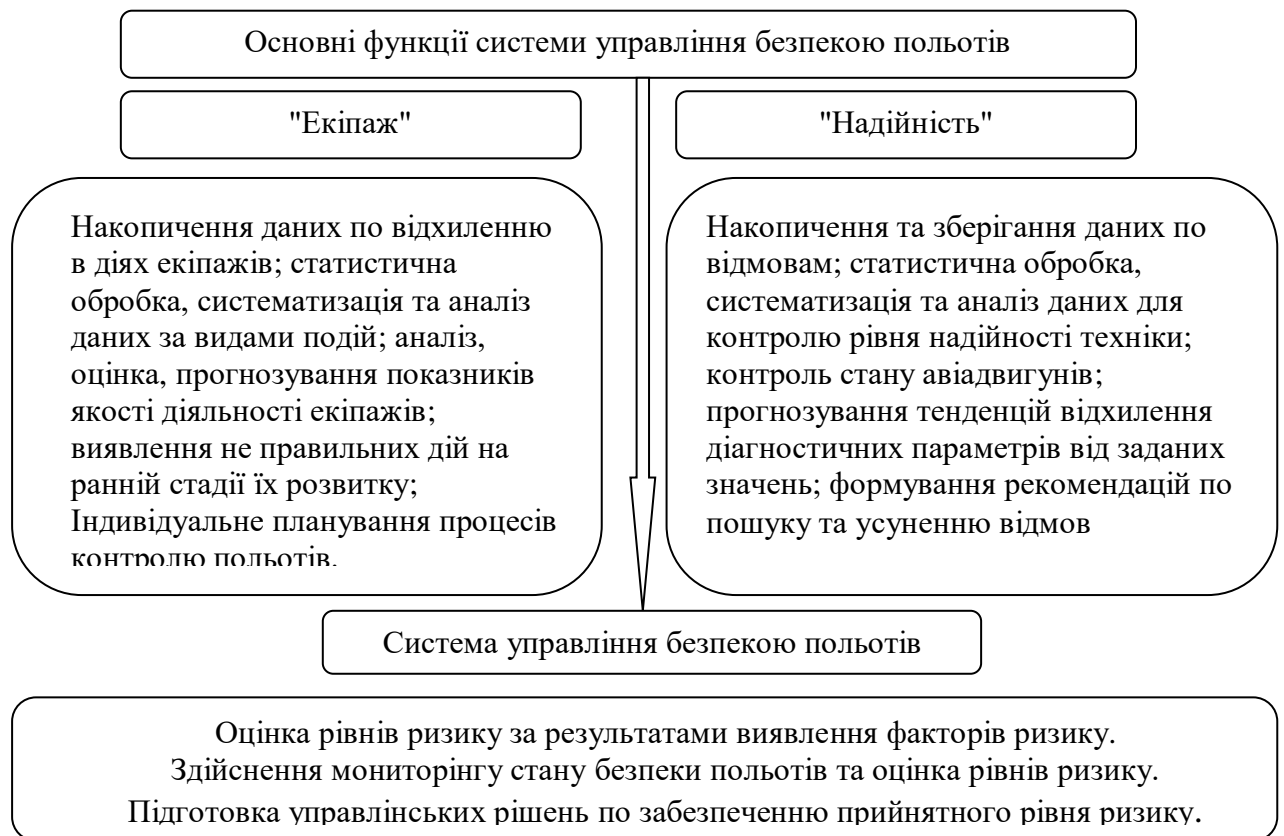 Основні функції системи управління безпекою польотів
"Екіпаж"
"Надійність"
Накопичення даних по відхиленню
в діях екіпажів; статистична
обробка, систематизація та аналіз
даних за видами подій; аналіз,
оцінка, прогнозування показників
якості діяльності екіпажів;
виявлення не правильних дій на
ранній стадії їх розвитку;
Індивідуальне планування процесів
контролю польотів.
Накопичення та зберігання даних по
відмовам; статистична обробка,
систематизація та аналіз даних для
контролю рівня надійності техніки;
контроль стану авіадвигунів;
прогнозування тенденцій відхилення
діагностичних параметрів від заданих
значень; формування рекомендацій по
пошуку та усуненню відмов
Система управління безпекою польотів
Оцінка рівнів ризику за результатами виявлення факторів ризику.
Здійснення мониторінгу стану безпеки польотів та оцінка рівнів ризику.
Підготовка управлінських рішень по забезпеченню прийнятного рівня ризику.